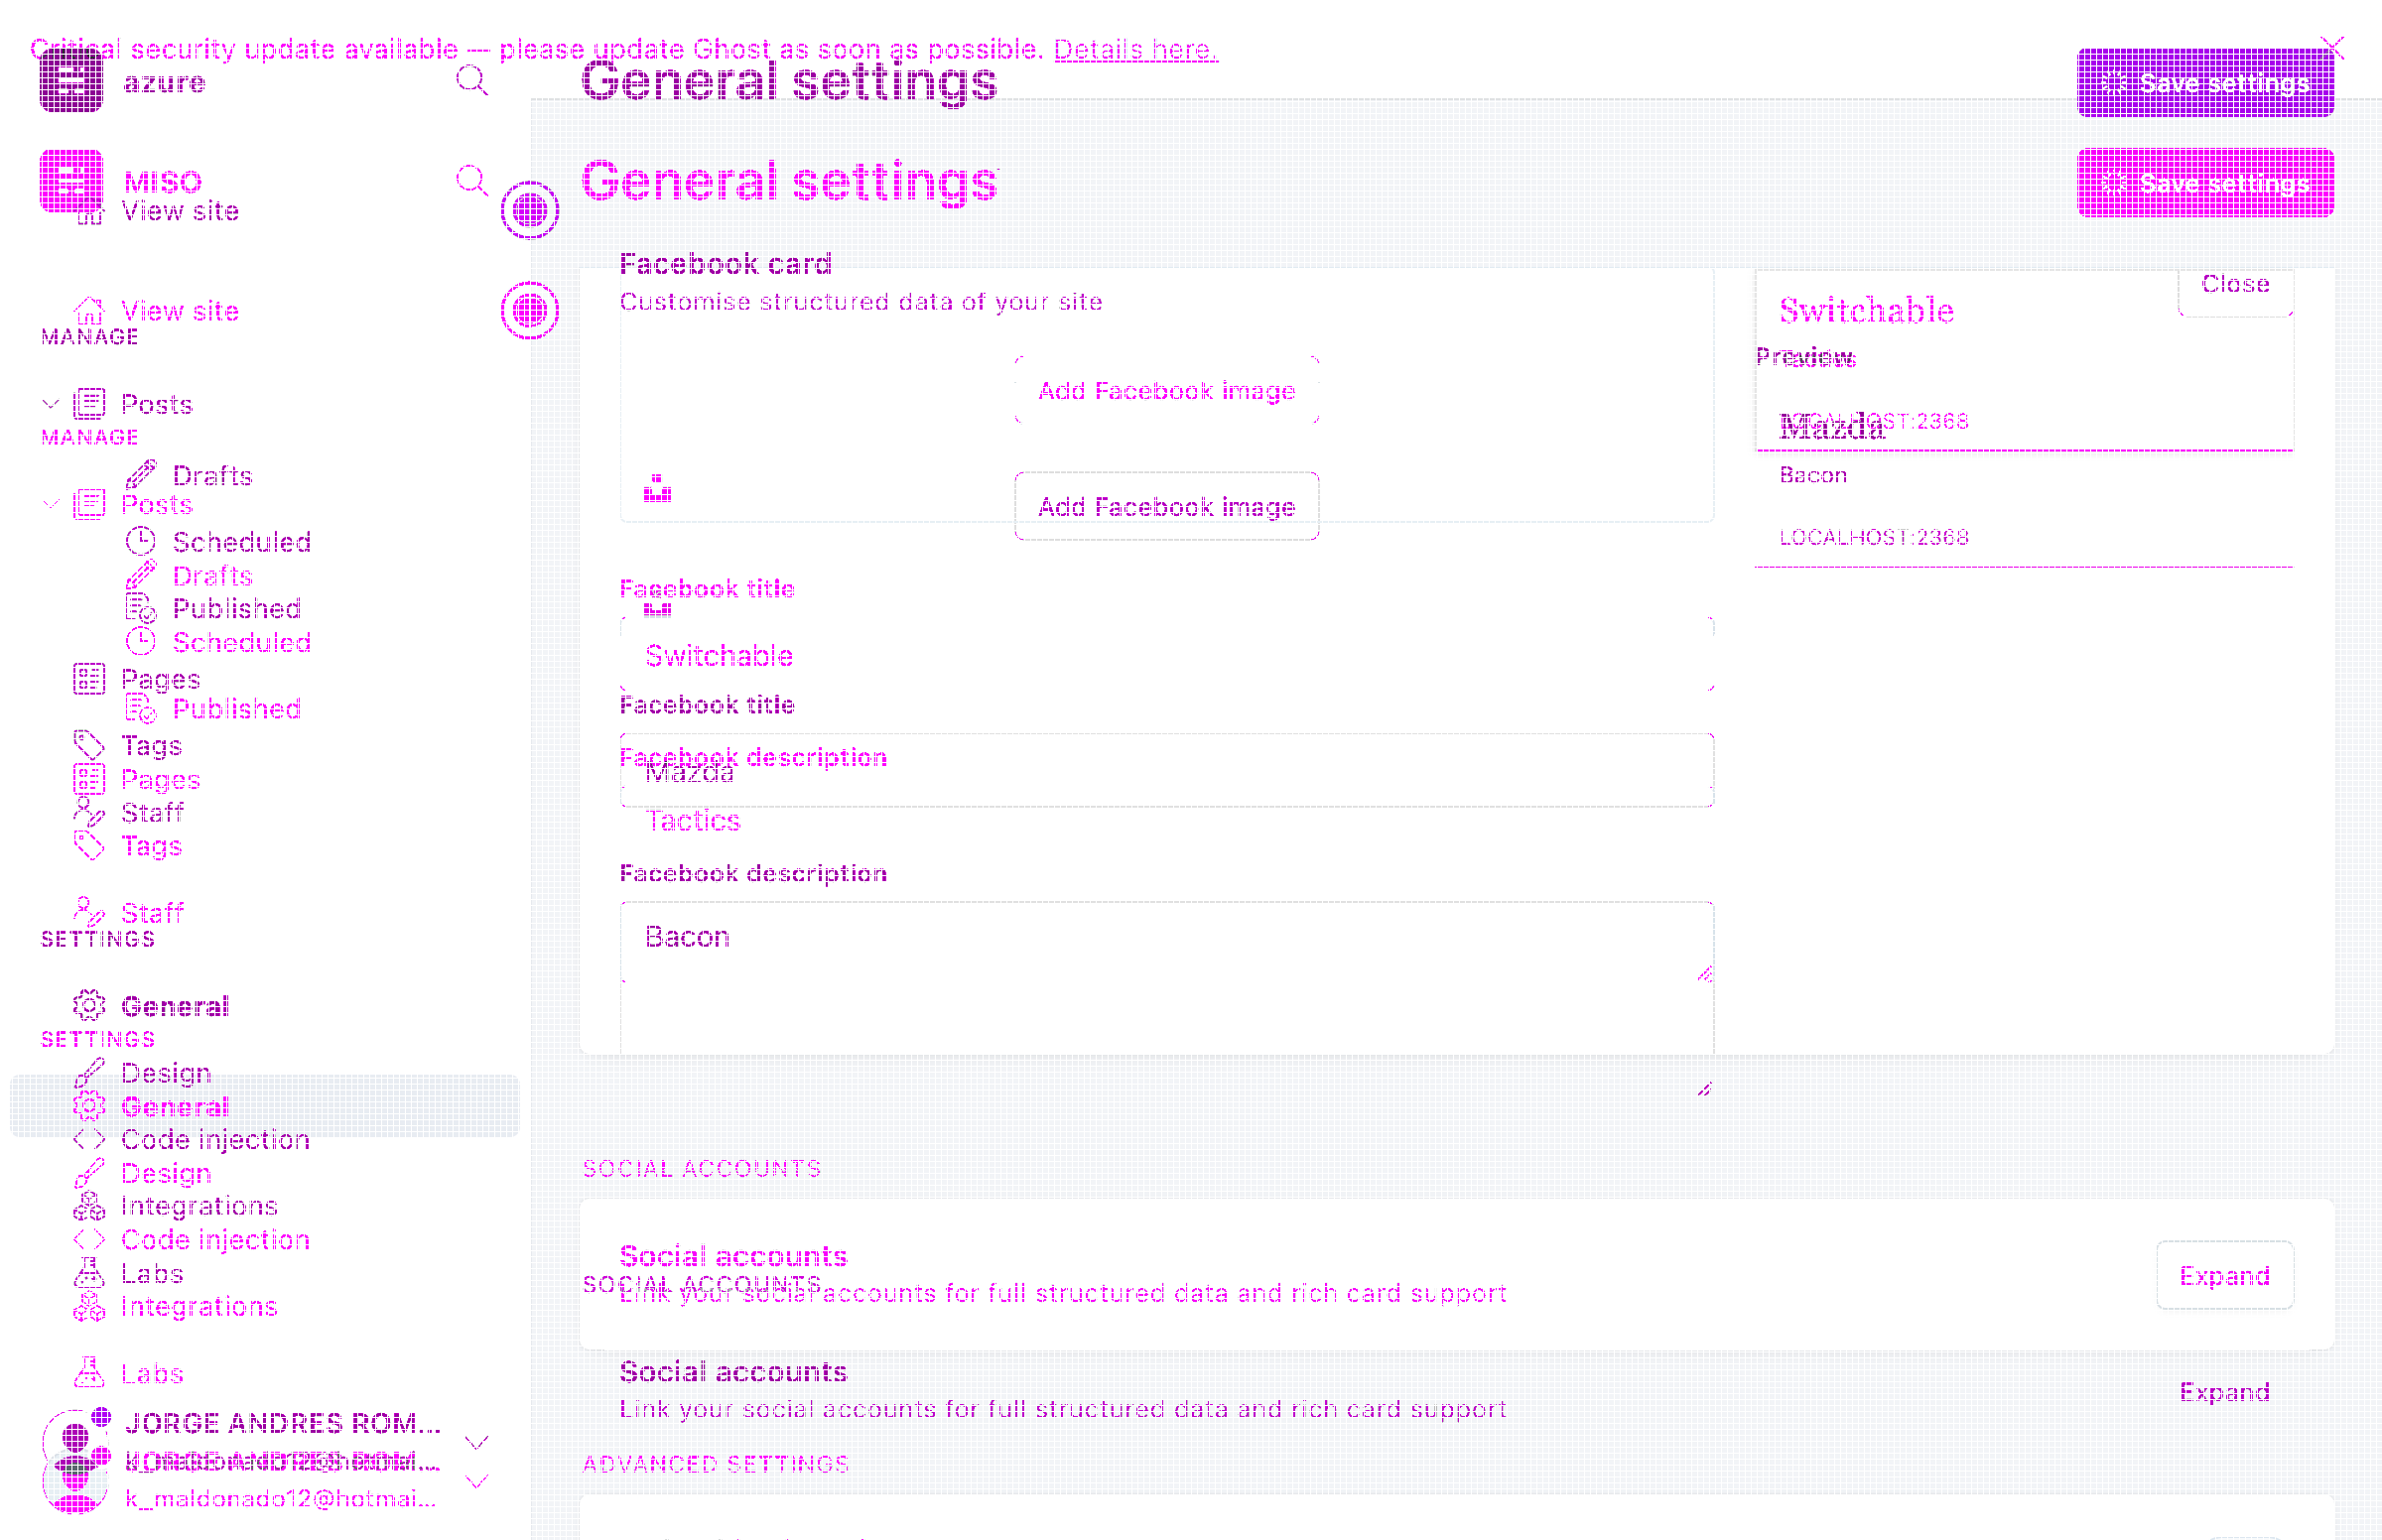 Critical security update available — please update Ghost as soon as possible. Details here.
azure
General settings
Save settings
MISO
General settings
Save settings
View site
Facebook card
Close
Customise structured data of your site
View site
Switchable
MANAGE
Preview
Tactics
Add Facebook image
Posts
Mazda
LOCALHOST:2368
MANAGE
Drafts
Bacon
Posts
Add Facebook image
Scheduled
LOCALHOST:2368
Drafts
Facebook title
Published
Scheduled
Switchable
Pages
Facebook title
Published
Tags
Facebook description
Mazda
Pages
Staff
Tactics
Tags
Facebook description
Staff
Bacon
SETTINGS
General
SETTINGS
Design
General
Code injection
SOCIAL ACCOUNTS
Design
Integrations
Code injection
Social accounts
Expand
Labs
SOCIAL ACCOUNTS
Link your social accounts for full structured data and rich card support
Integrations
Labs
Social accounts
Expand
Link your social accounts for full structured data and rich card support
JORGE ANDRES ROM...
JORGE ANDRES ROM...
ADVANCED SETTINGS
k_maldonado12@hotmai...